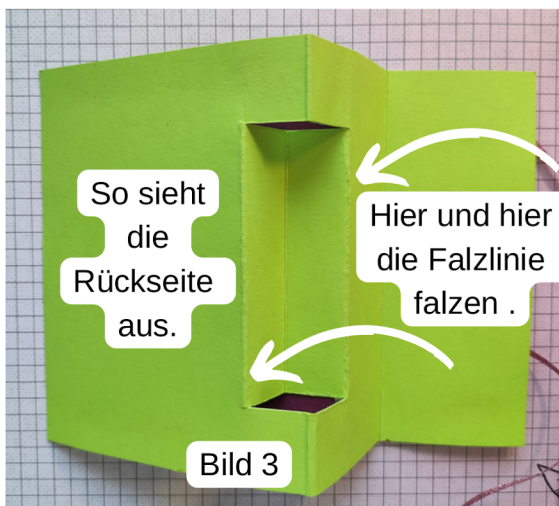 So sieht
die
Rückseite
aus.
Hier und hier
die Falzlinie
falzen .
Bild 3